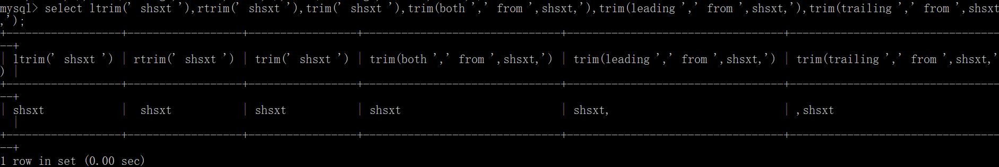 mysql> select ltrim(' shsxt '),rtrim(' shsxt '),trim(' shsxt '),trim(both ',' from ',shsxt,'),trim(leading ',' from ',shsxt,'),trim(trailing ',' from ',shsxt
,');
+------------------+------------------+-----------------+-------------------------------+----------------------------------+---------------------------------
--+
| ltrim(' shsxt ') | rtrim(' shsxt ') | trim(' shsxt ') | trim(both ',' from ',shsxt,') | trim(leading ',' from ',shsxt,') | trim(trailing ',' from ',shsxt,'
) |
+------------------+------------------+-----------------+-------------------------------+----------------------------------+---------------------------------
--+
| shsxt            |  shsxt           | shsxt           | shsxt                         | shsxt,                           | ,shsxt
  |
+------------------+------------------+-----------------+-------------------------------+----------------------------------+---------------------------------
--+
1 row in set (0.00 sec)